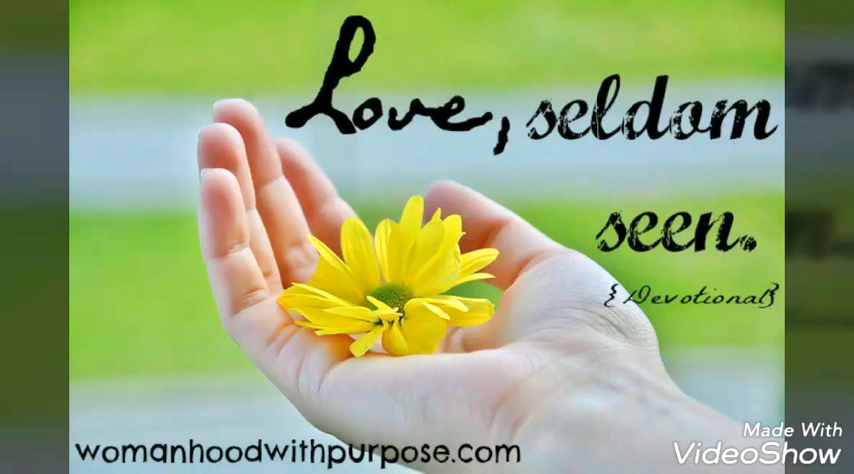 Love, seldom
seen.
{Devotional}
womanhoodwithpurpose.com
Made With
VideoShow